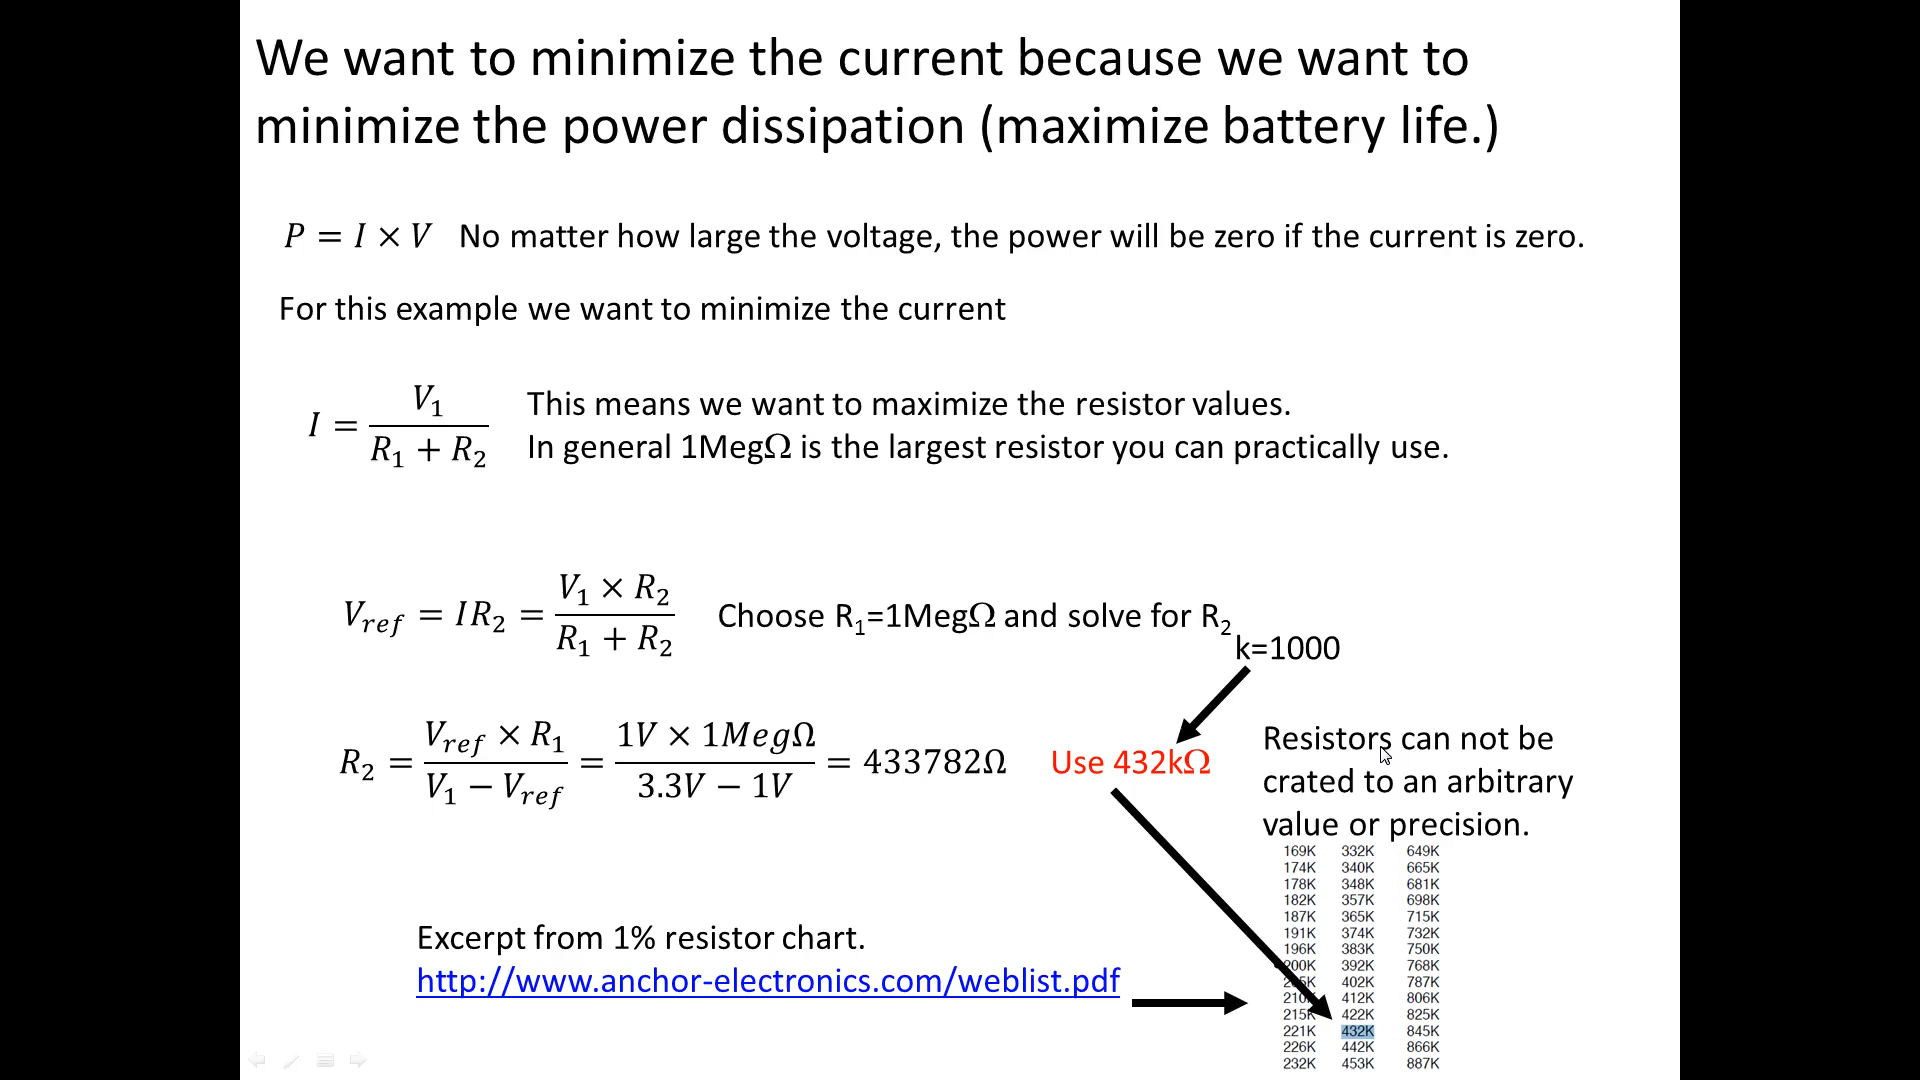 We want to minimize the current because we want to
minimize the power dissipation (maximize battery life.)
P = I × V No matter how large the voltage, the power will be zero if the current is zero.
For this example we want to minimize the current
I = V₁ / (R₁ + R₂)
This means we want to maximize the resistor values.
In general 1MegΩ is the largest resistor you can practically use.
V_ref = IR₂ = (V₁ × R₂) / (R₁ + R₂) Choose R₁=1MegΩ and solve for R₂
k=1000
R₂ = (V_ref × R₁) / (V₁ − V_ref) = (1V × 1MegΩ) / (3.3V − 1V) = 433782Ω Use 432kΩ
Resistors can not be
crated to an arbitrary
value or precision.
Excerpt from 1% resistor chart.
http://www.anchor-electronics.com/weblist.pdf
169K 332K 649K
174K 340K 665K
178K 348K 681K
182K 357K 698K
187K 365K 715K
191K 374K 732K
196K 383K 750K
200K 392K 768K
205K 402K 787K
210K 412K 806K
215K 422K 825K
221K 432K 845K
226K 442K 866K
232K 453K 887K